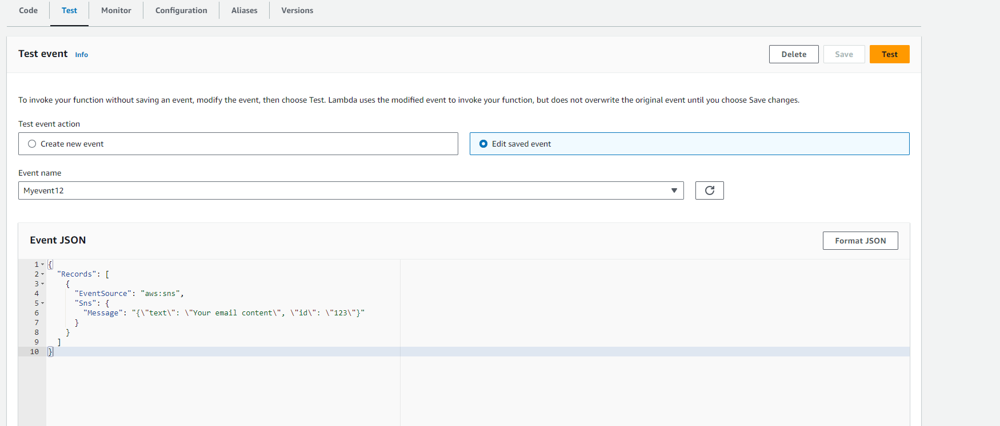 Code Test Monitor Configuration Aliases Versions
Test event Info Delete Save Test
To invoke your function without saving an event, modify the event, then choose Test. Lambda uses the modified event to invoke your function, but does not overwrite the original event until you choose Save changes.
Test event action
Create new event Edit saved event
Event name
Myevent12
Event JSON Format JSON
1 {
2 "Records": [
3 {
4 "EventSource": "aws:sns",
5 "Sns": {
6 "Message": "{\"text\": \"Your email content\", \"id\": \"123\"}"
7 }
8 }
9 ]
10 }